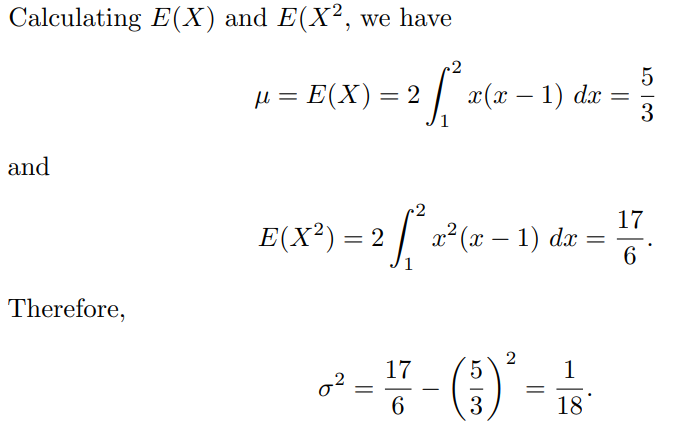 Calculating E(X) and E(X², we have
μ = E(X) = 2 ∫₁² x(x − 1) dx = 5/3
and
E(X²) = 2 ∫₁² x²(x − 1) dx = 17/6.
Therefore,
σ² = 17/6 − (5/3)² = 1/18.